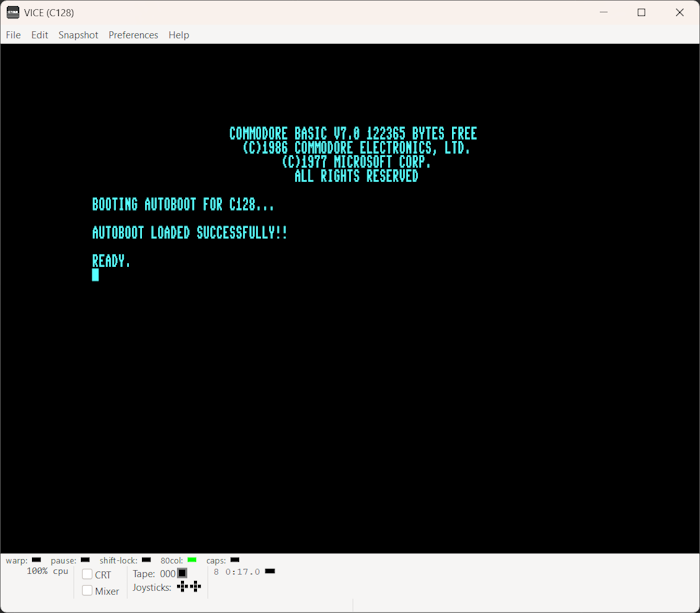 VICE (C128)
File Edit Snapshot Preferences Help
COMMODORE BASIC V7.0 122365 BYTES FREE
(C)1986 COMMODORE ELECTRONICS, LTD.
(C)1977 MICROSOFT CORP.
ALL RIGHTS RESERVED
BOOTING AUTOBOOT FOR C128...
AUTOBOOT LOADED SUCCESSFULLY!!
READY.
warp: pause: shift-lock: 80col: caps:
100% cpu CRT Tape: 000 8 0:17.0
Mixer Joysticks: